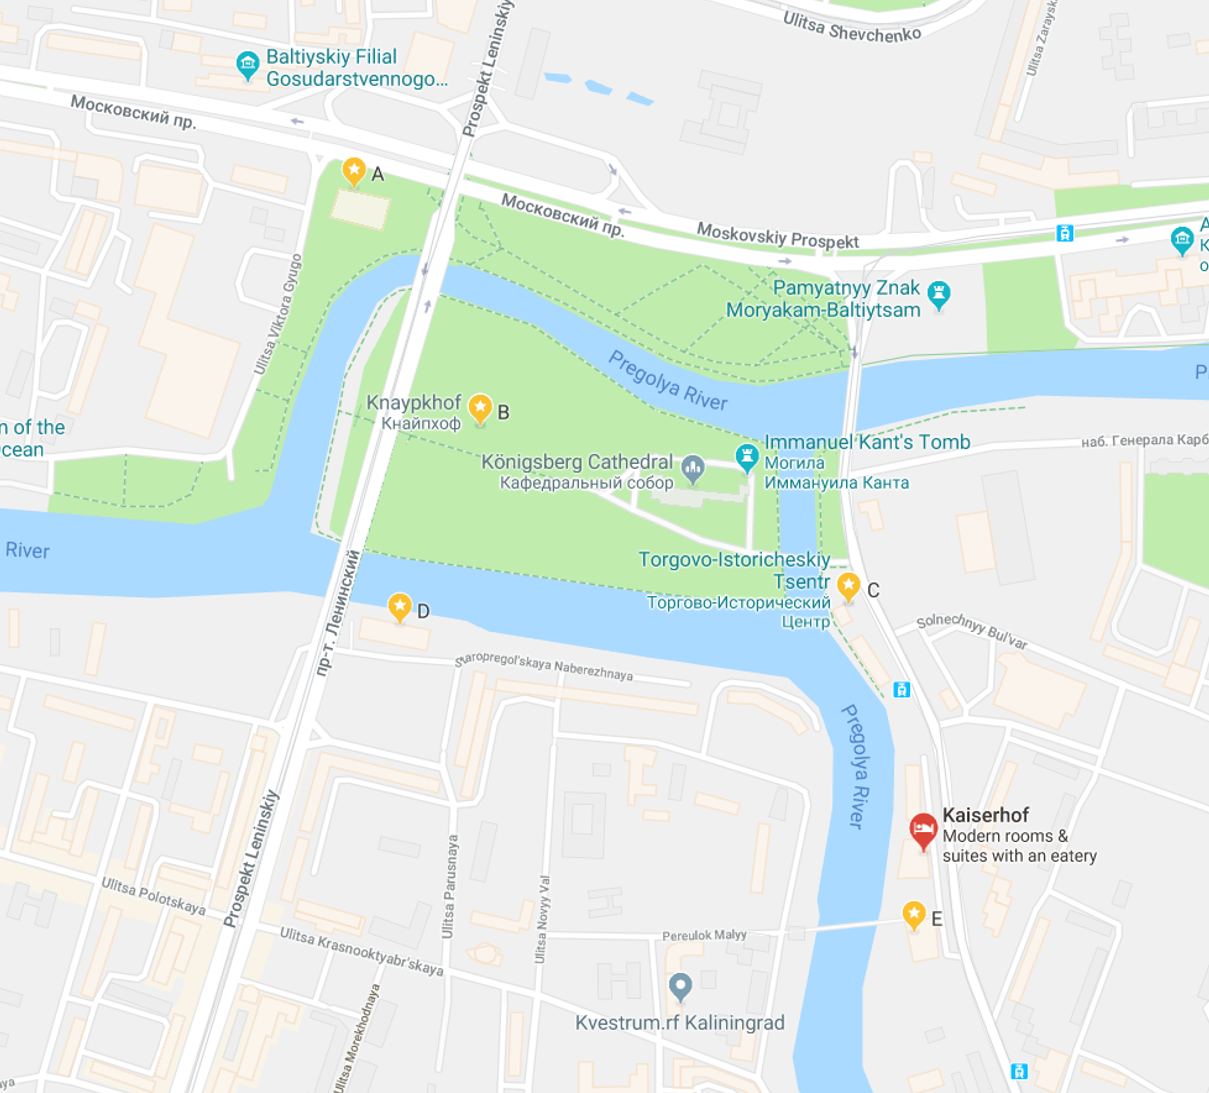 Ulitsa Shevchenko
Ulitsa Zarayska
Prospekt Leninskiy
Baltiyskiy Filial
Gosudarstvennogo...
Московский пр.
A
Московский пр.
Moskovskiy Prospekt
A
K
o
Ulitsa Viktora Gyugo
Pamyatnyy Znak
Moryakam-Baltiytsam
Pregolya River
P
Knaypkhof
Кнайпхоф
B
n of the
cean
Immanuel Kant's Tomb
Могила
Иммануила Канта
наб. Генерала Карб
Königsberg Cathedral
Кафедральный собор
River
Torgovo-Istoricheskiy
Tsentr
Торгово-Исторический
Центр
C
D
пр-т. Ленинский
Solnechnyy Bul'var
Staropregol'skaya Naberezhnaya
Pregolya River
Kaiserhof
Modern rooms &
suites with an eatery
Prospekt Leninskiy
Ulitsa Polotskaya
Ulitsa Parusnaya
Ulitsa Novyy Val
E
Pereulok Malyy
Ulitsa Krasnooktyabr'skaya
Ulitsa Morekhodnaya
Kvestrum.rf Kaliningrad
ya